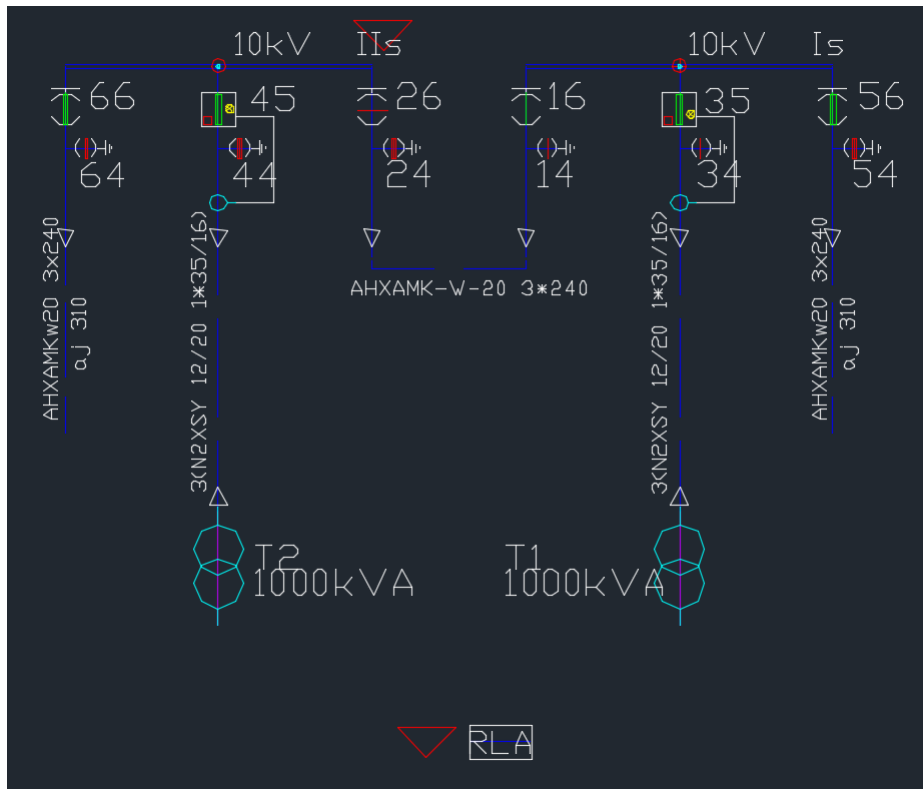 10kV IIs
10kV Is
66
45
26
16
35
56
64
44
24
14
34
54
AHXAMKw20 3x240
aj 310
3(N2XSY 12/20 1*35/16)
AHXAMK-W-20 3*240
3(N2XSY 12/20 1*35/16)
AHXAMKw20 3x240
aj 310
T2
1000kVA
T1
1000kVA
RLA